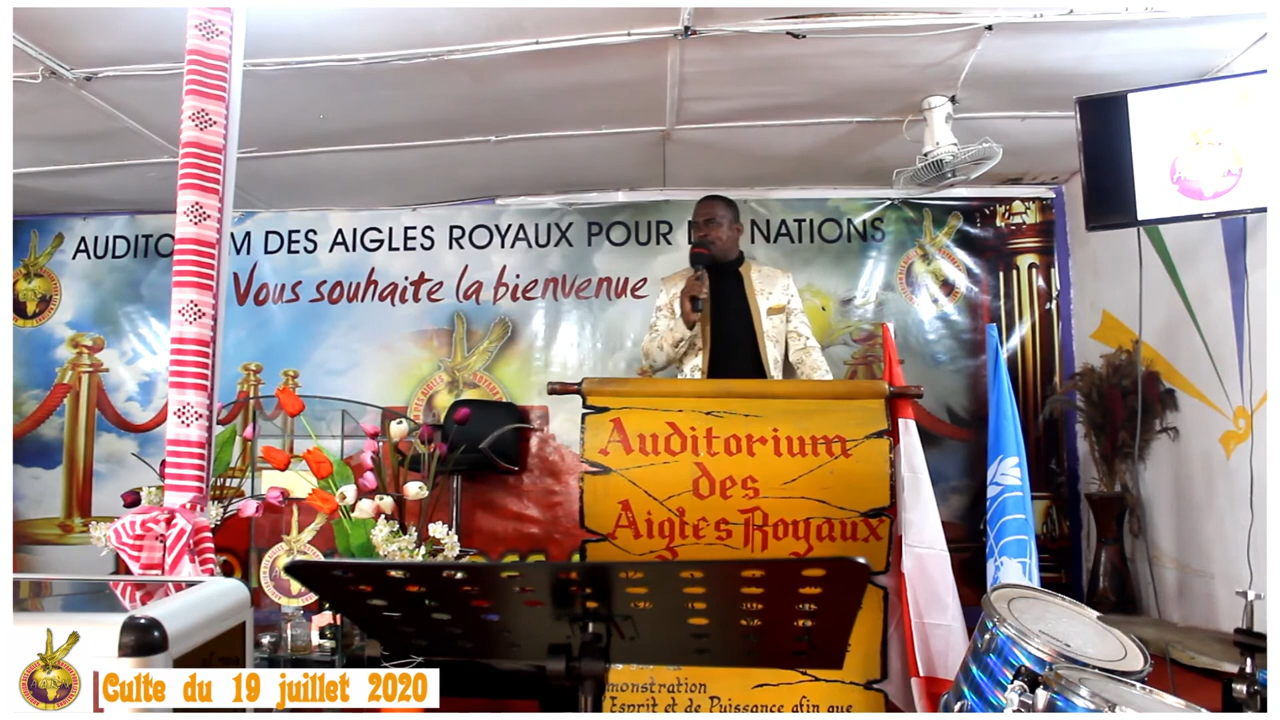 AUDITO M DES AIGLES ROYAUX POUR NATIONS
Vous souhaite la bienvenue
Auditorium
des
Aigles Royaux
monstration
l'Esprit et de Puissance afin que
Culte du 19 juillet 2020